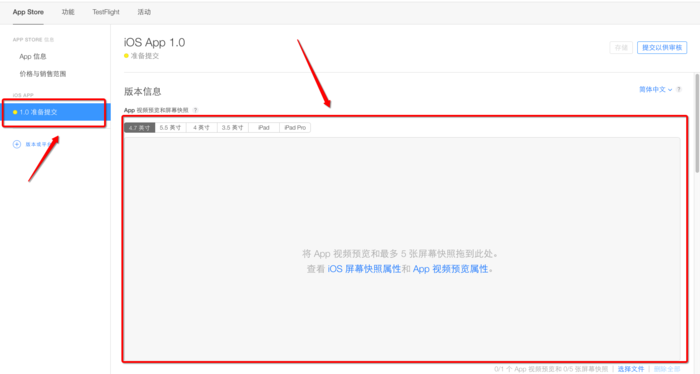 App Store 功能 TestFlight 活动
APP STORE 信息
App 信息
价格与销售范围
IOS APP
1.0 准备提交
iOS App 1.0
准备提交
存储 提交以供审核
版本信息
简体中文 ?
App 视频预览和屏幕快照 ?
4.7 英寸 5.5 英寸 4 英寸 3.5 英寸 iPad iPad Pro
将 App 视频预览和最多 5 张屏幕快照拖到此处。
查看 iOS 屏幕快照属性和 App 视频预览属性。
0/1 个 App 视频预览和 0/5 张屏幕快照 | 选择文件 | 删除全部